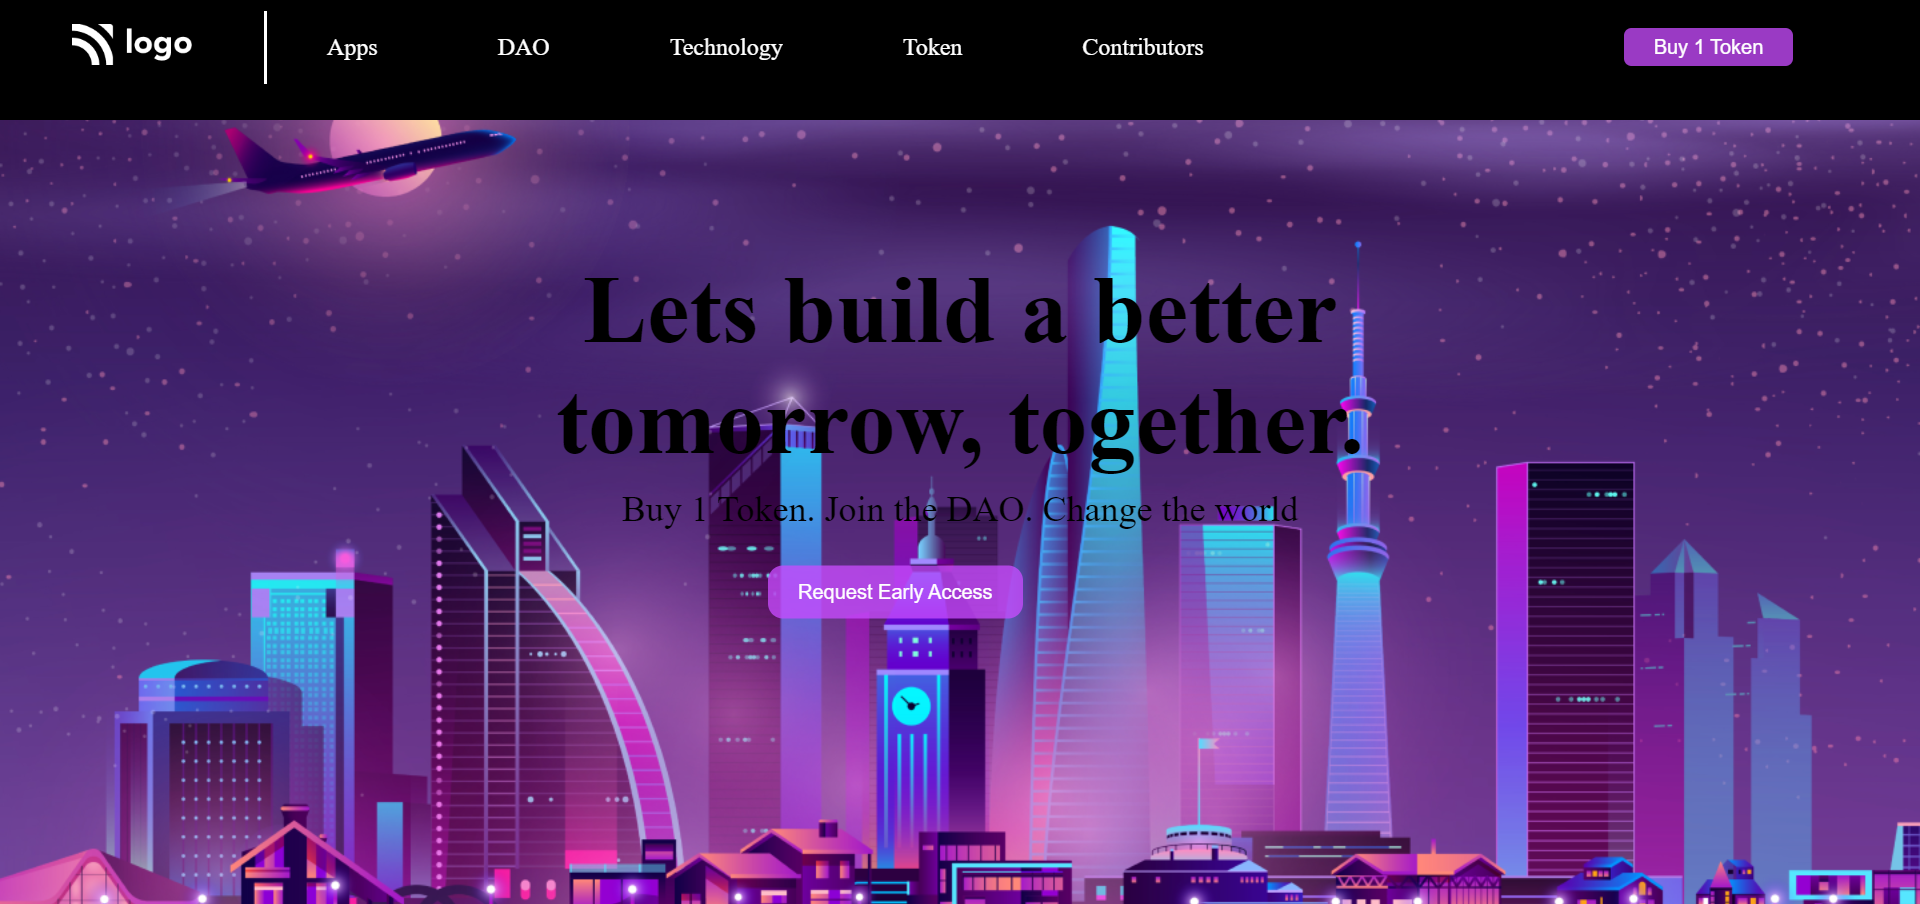 logo
Apps
DAO
Technology
Token
Contributors
Buy 1 Token
Lets build a better
tomorrow, together.
Buy 1 Token. Join the DAO. Change the world
Request Early Access